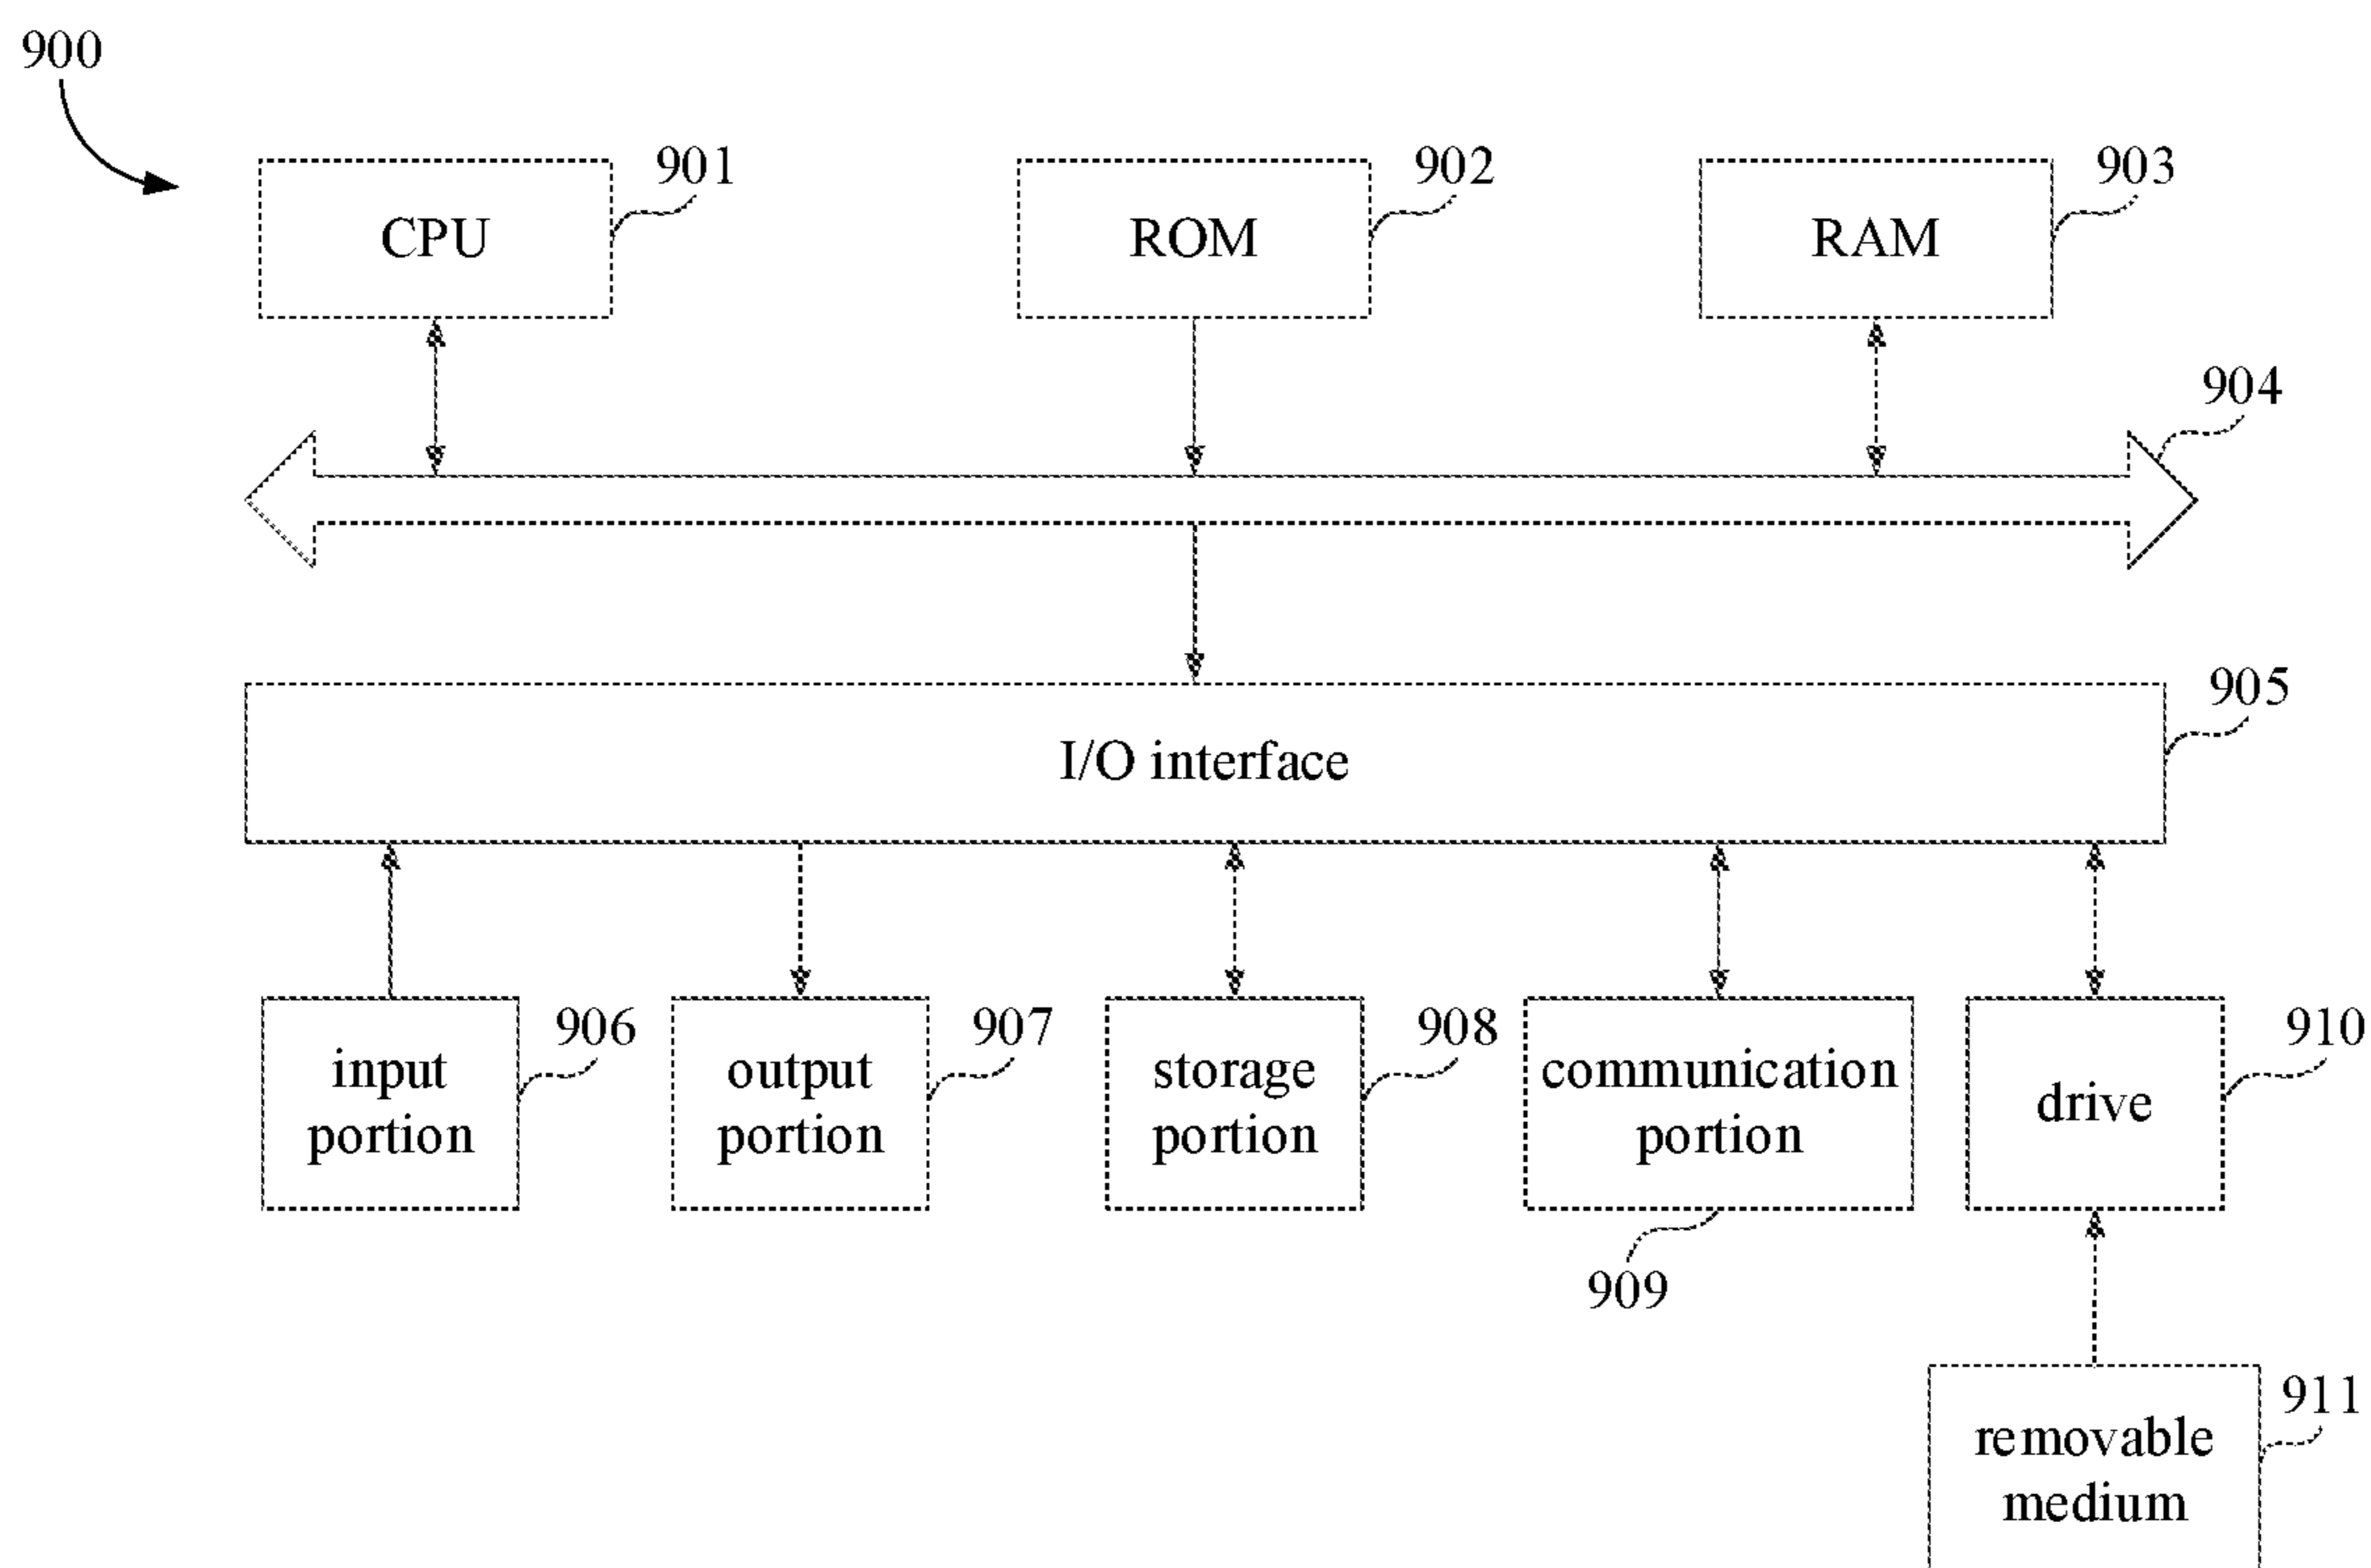 900
901
902
903
CPU
ROM
RAM
904
905
I/O interface
906
907
908
910
input
portion
output
portion
storage
portion
communication
portion
drive
909
911
removable
medium